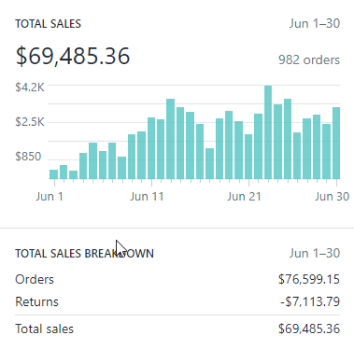 TOTAL SALES Jun 1–30
$69,485.36 982 orders
$4.2K
$2.5K
$850
Jun 1 Jun 11 Jun 21 Jun 30
TOTAL SALES BREAKDOWN Jun 1–30
Orders $76,599.15
Returns -$7,113.79
Total sales $69,485.36